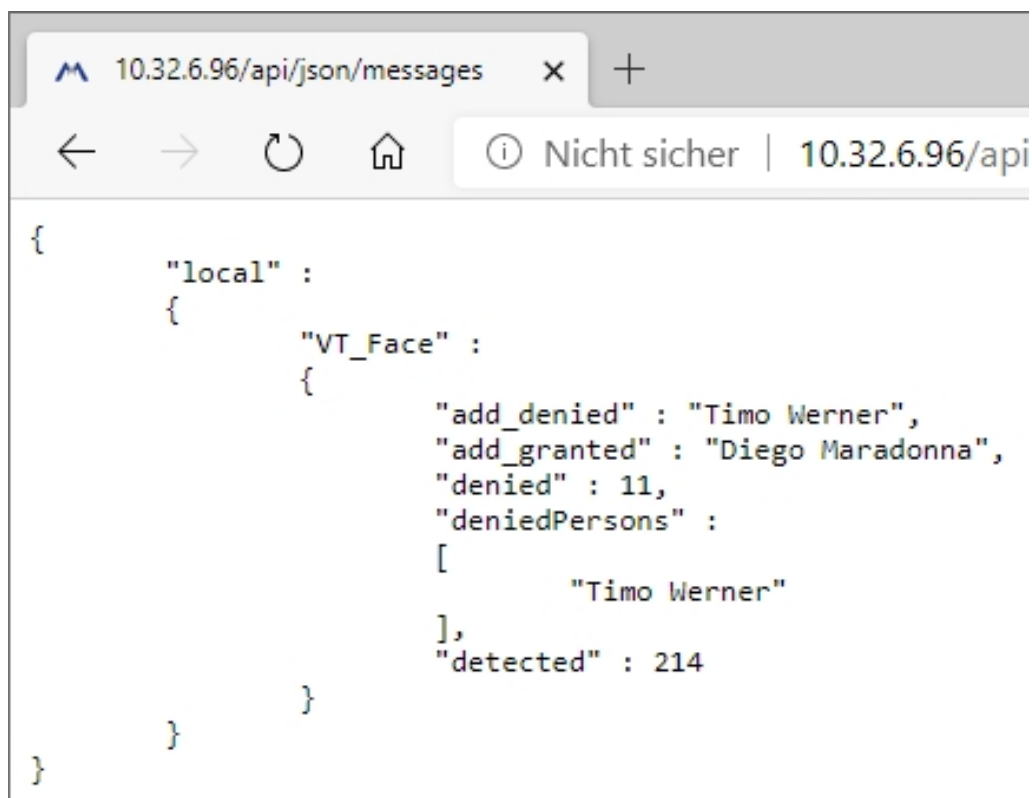 10.32.6.96/api/json/messages
Nicht sicher | 10.32.6.96/api
{
"local" :
{
"VT_Face" :
{
"add_denied" : "Timo Werner",
"add_granted" : "Diego Maradonna",
"denied" : 11,
"deniedPersons" :
[
"Timo Werner"
],
"detected" : 214
}
}
}